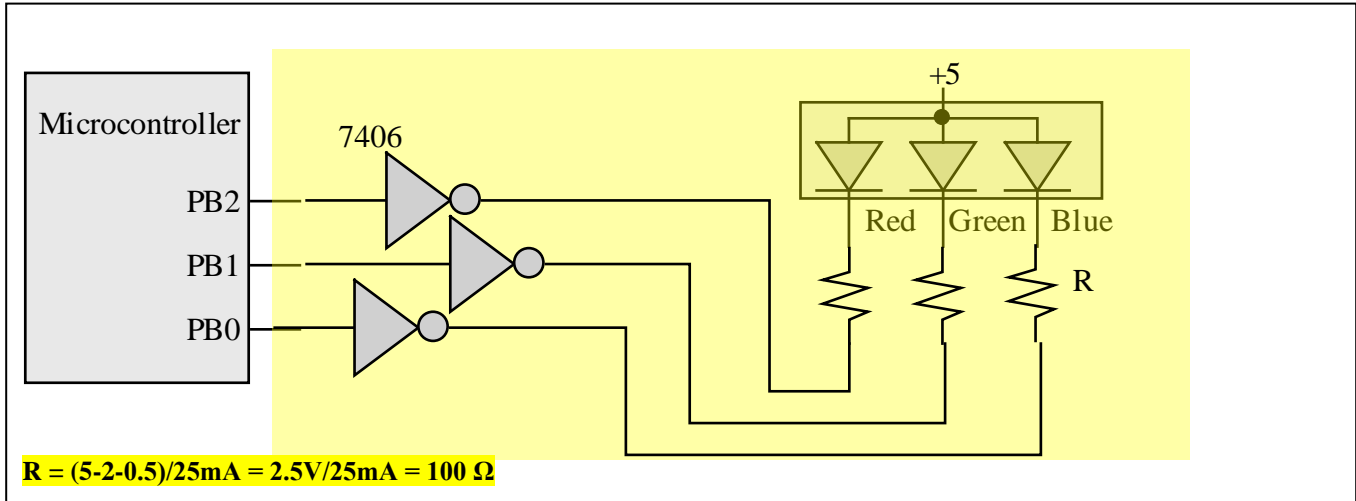 +5
Microcontroller
7406
PB2
Red Green Blue
PB1
R
PB0
R = (5-2-0.5)/25mA = 2.5V/25mA = 100 Ω